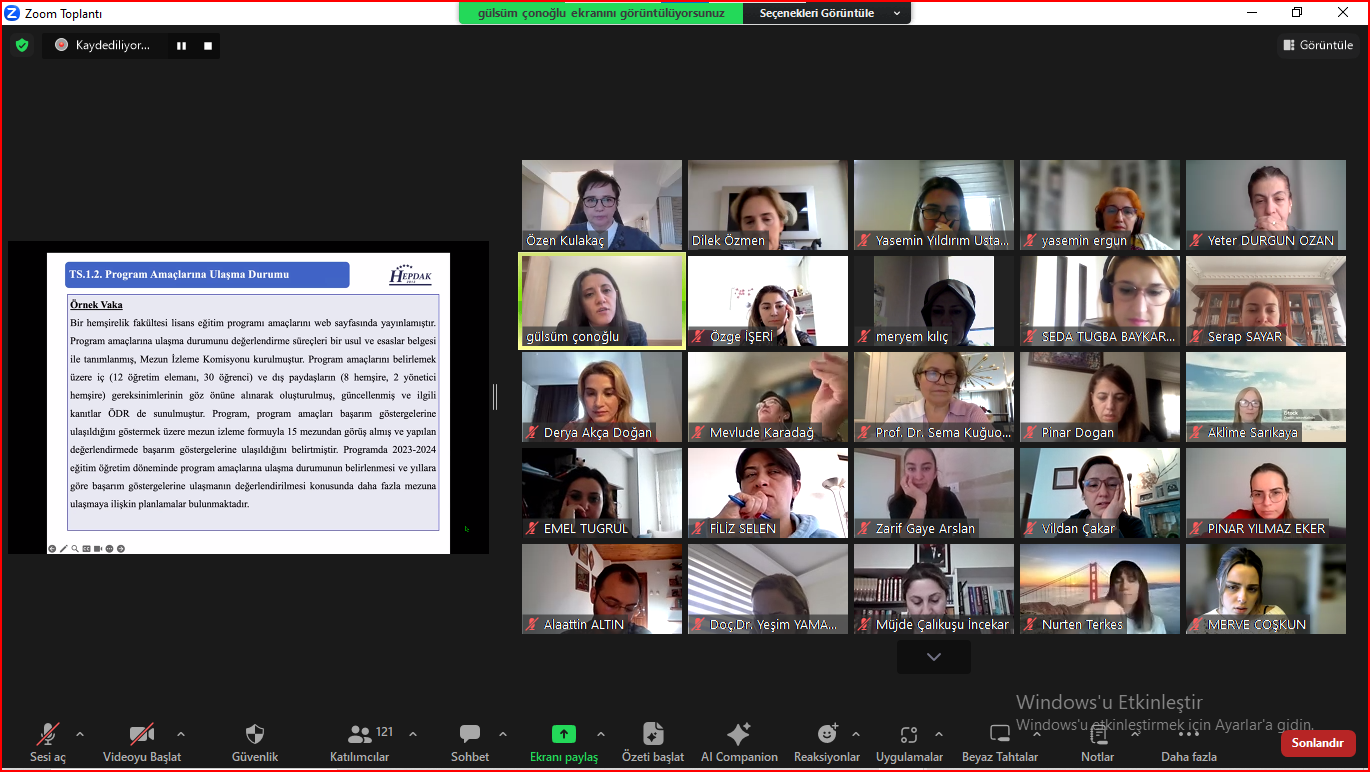 Zoom Toplantı
gülsüm çonoğlu ekranını görüntülüyorsunuz
Seçenekleri Görüntüle
Kaydediliyor...
Görüntüle
TS.1.2. Program Amaçlarına Ulaşma Durumu
HEPDAK
Örnek Vaka
Bir hemşirelik fakültesi lisans eğitim programı amaçlarını web sayfasında yayınlamıştır.
Program amaçlarına ulaşma durumunu değerlendirme süreçleri bir usul ve esaslar belgesi
ile tanımlanmış, Mezun İzleme Komisyonu kurulmuştur. Program amaçlarını belirlemek
üzere iç (12 öğretim elemanı, 30 öğrenci) ve dış paydaşların (8 hemşire, 2 yönetici
hemşire) gereksinimlerinin göz önüne alınarak oluşturulmuş, güncellenmiş ve ilgili
kanıtlar ÖDR de sunulmuştur. Program, program amaçları başarım göstergelerine
ulaşıldığını göstermek üzere mezun izleme formuyla 15 mezundan görüş almış ve yapılan
değerlendirmede başarım göstergelerine ulaşıldığını belirtmiştir. Programda 2023-2024
eğitim öğretim döneminde program amaçlarına ulaşma durumunun belirlenmesi ve yıllara
göre başarım göstergelerine ulaşmanın değerlendirilmesi konusunda daha fazla mezuna
ulaşmaya ilişkin planlamalar bulunmaktadır.
Özen Kulakaç
Dilek Özmen
Yasemin Yıldırım Usta...
yasemin ergun
Yeter DURGUN OZAN
gülsüm çonoğlu
Özge İŞERİ
meryem kılıç
SEDA TUĞBA BAYKAR...
Serap SAYAR
Derya Akça Doğan
Mevlude Karadağ
Prof. Dr. Sema Kuğuo...
Pınar Dogan
Aklime Sarıkaya
EMEL TUĞRUL
FİLİZ SELEN
Zarif Gaye Arslan
Vildan Çakar
PINAR YILMAZ EKER
Alaattin ALTIN
Doç.Dr. Yeşim YAMA...
Müjde Çalıkuşu İncekar
Nurten Terkes
MERVE COŞKUN
Windows'u Etkinleştir
Windows'u etkinleştirmek için Ayarlar'a gidin.
Sesi aç
Videoyu Başlat
Güvenlik
121
Katılımcılar
Sohbet
Ekranı paylaş
Özeti başlat
AI Companion
Reaksiyonlar
Uygulamalar
Beyaz Tahtalar
Notlar
Daha fazla
Sonlandır